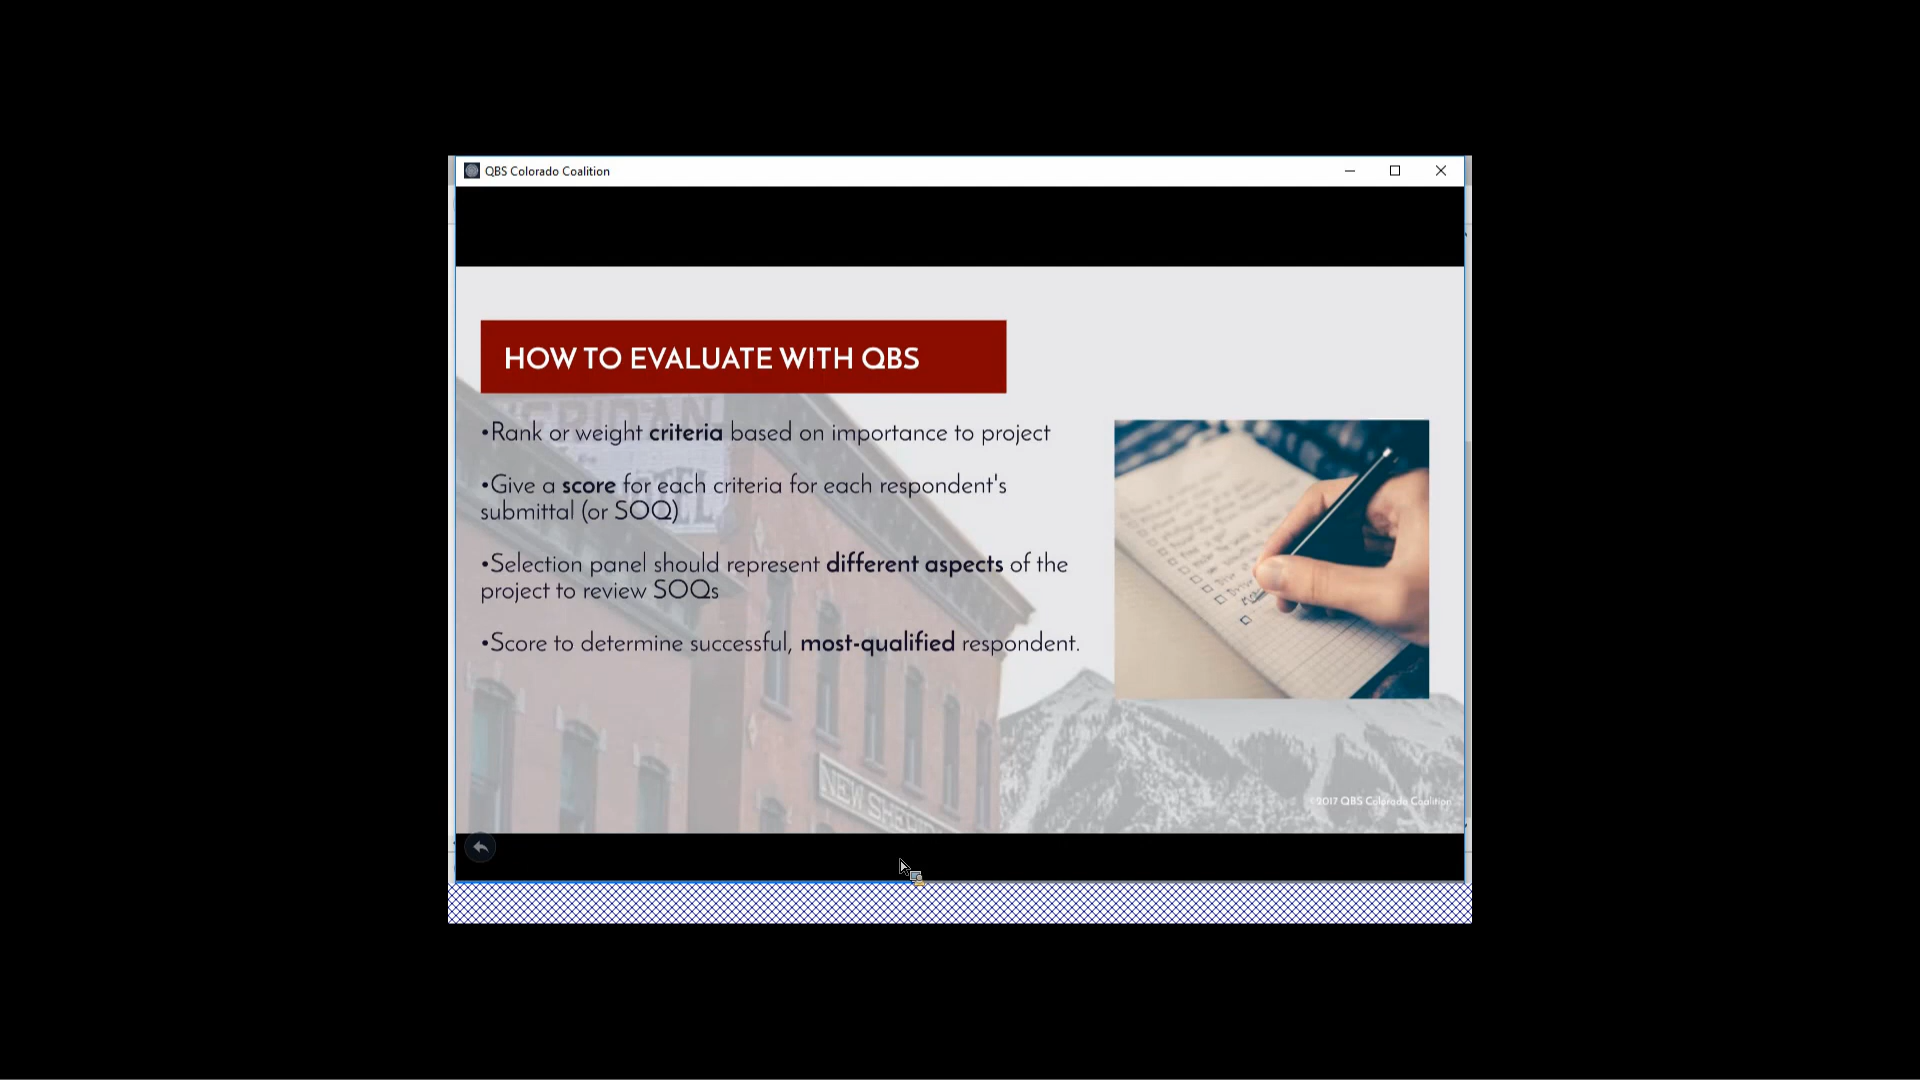 QBS Colorado Coalition
HOW TO EVALUATE WITH QBS
•Rank or weight criteria based on importance to project
•Give a score for each criteria for each respondent's
submittal (or SOQ)
•Selection panel should represent different aspects of the
project to review SOQs
•Score to determine successful, most-qualified respondent.
NEW SHERIDAN
©2017 QBS Colorado Coalition